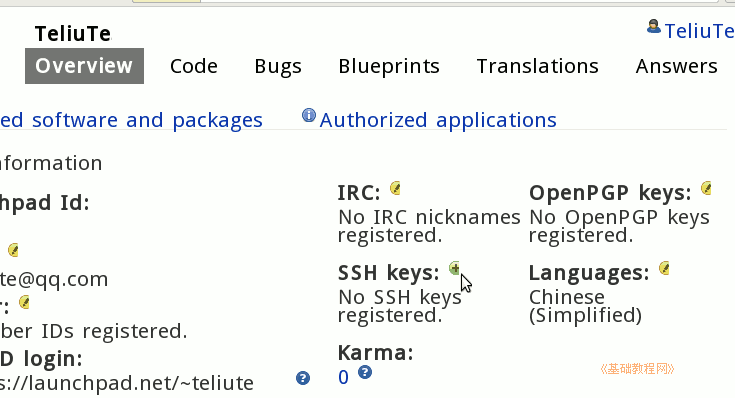 TeliuTe
TeliuTe
Overview Code Bugs Blueprints Translations Answers
ed software and packages Authorized applications
nformation
hpad Id:
te@qq.com
r:
ber IDs registered.
D login:
s://launchpad.net/~teliute
IRC:
No IRC nicknames
registered.
SSH keys:
No SSH keys
registered.
Karma:
0
OpenPGP keys:
No OpenPGP keys
registered.
Languages:
Chinese
(Simplified)
《基础教程网》